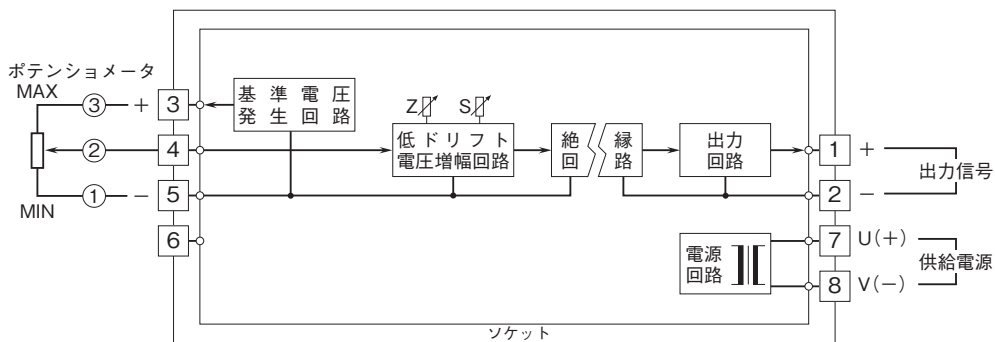 ポテンショメータ
MAX
③ +
②
① −
MIN
3
4
5
6
基準電圧
発生回路
Z
S
低ドリフト
電圧増幅回路
絶縁
回路
出力
回路
1 +
2 −
出力信号
電源
回路
7 U(+)
8 V(−)
供給電源
ソケット